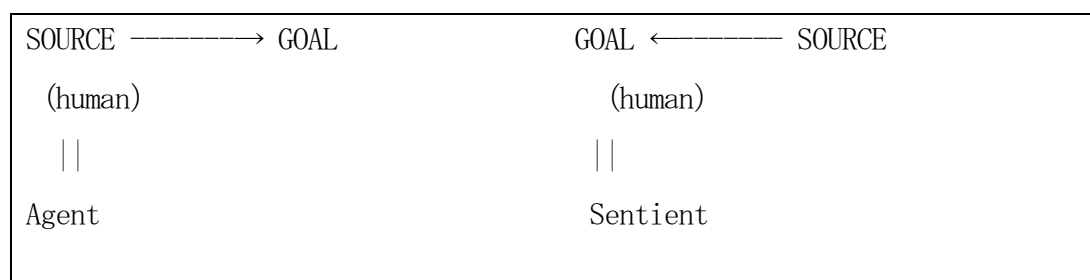 SOURCE ————→ GOAL GOAL ←———— SOURCE
(human) (human)
|| ||
Agent Sentient